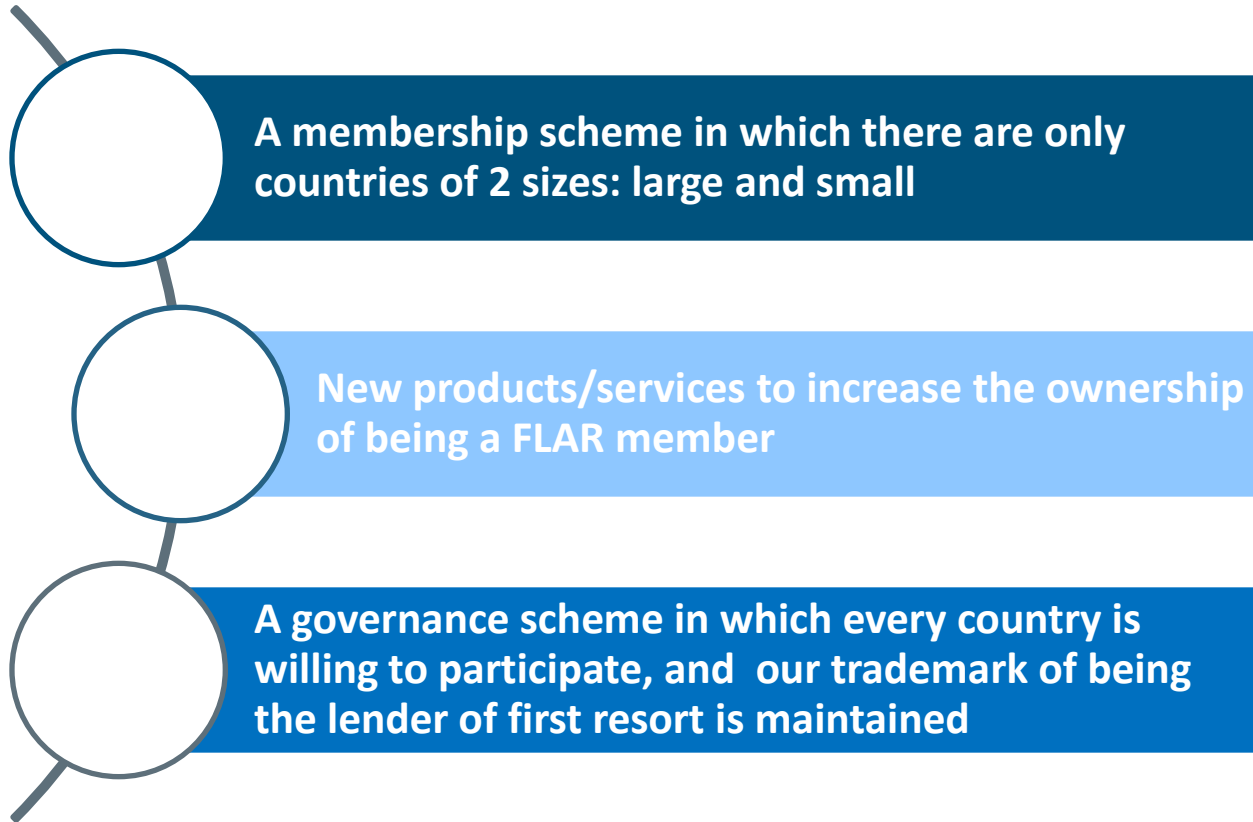 A membership scheme in which there are only
countries of 2 sizes: large and small
New products/services to increase the ownership
of being a FLAR member
A governance scheme in which every country is
willing to participate, and  our trademark of being
the lender of first resort is maintained